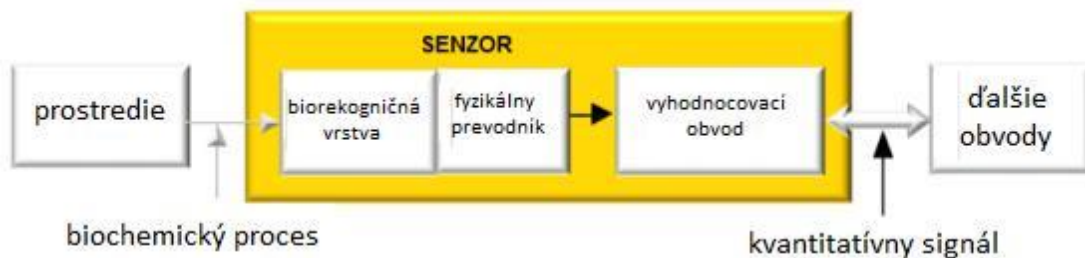 SENZOR
prostredie
biorekogničná
vrstva
fyzikálny
prevodník
vyhodnocovací
obvod
ďalšie
obvody
biochemický proces
kvantitatívny signál